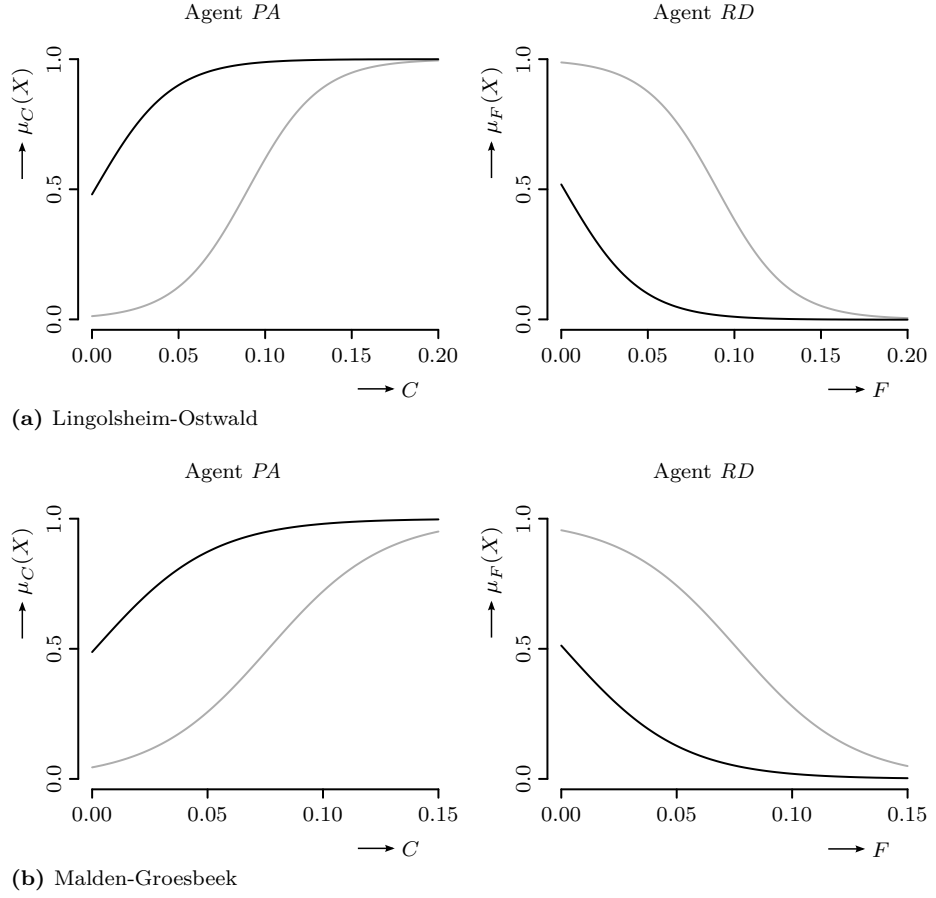 Agent PA
Agent RD
μC(X)
1.0
0.5
0.0
0.00 0.05 0.10 0.15 0.20
C
μF(X)
1.0
0.5
0.0
0.00 0.05 0.10 0.15 0.20
F
(a) Lingolsheim-Ostwald
Agent PA
Agent RD
μC(X)
1.0
0.5
0.0
0.00 0.05 0.10 0.15
C
μF(X)
1.0
0.5
0.0
0.00 0.05 0.10 0.15
F
(b) Malden-Groesbeek